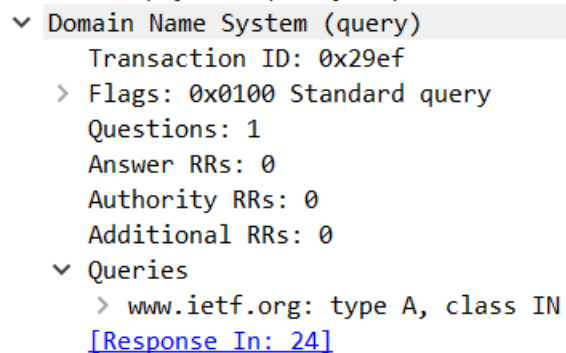 Domain Name System (query)
Transaction ID: 0x29ef
Flags: 0x0100 Standard query
Questions: 1
Answer RRs: 0
Authority RRs: 0
Additional RRs: 0
Queries
www.ietf.org: type A, class IN
[Response In: 24]